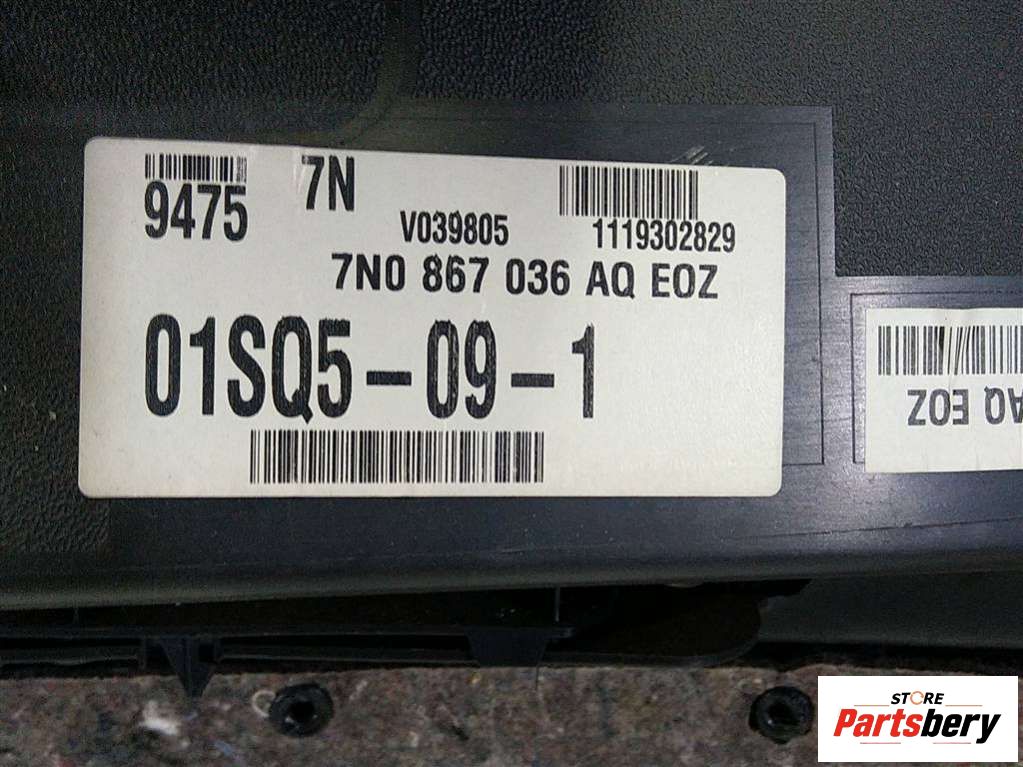 9475
7N
V039805
1119302829
7N0 867 036 AQ EOZ
01SQ5-09-1
AQ EOZ
STORE
Partsbery